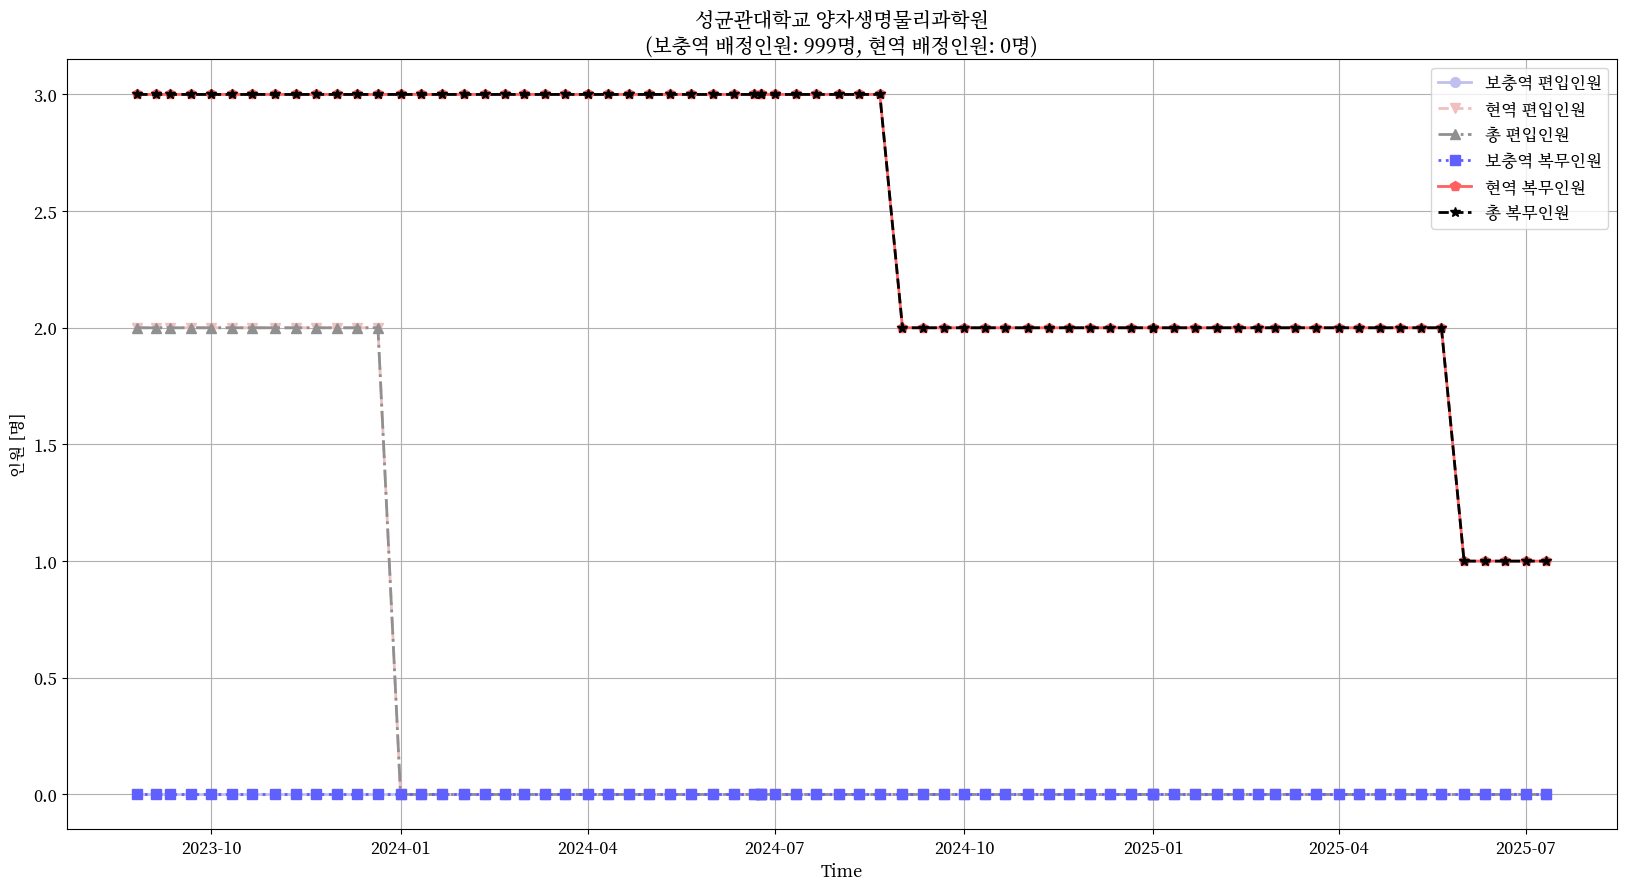 성균관대학교 양자생명물리과학원
(보충역 배정인원: 999명, 현역 배정인원: 0명)
보충역 편입인원
현역 편입인원
총 편입인원
보충역 복무인원
현역 복무인원
총 복무인원
인원 [명]
3.0
2.5
2.0
1.5
1.0
0.5
0.0
2023-10
2024-01
2024-04
2024-07
2024-10
2025-01
2025-04
2025-07
Time